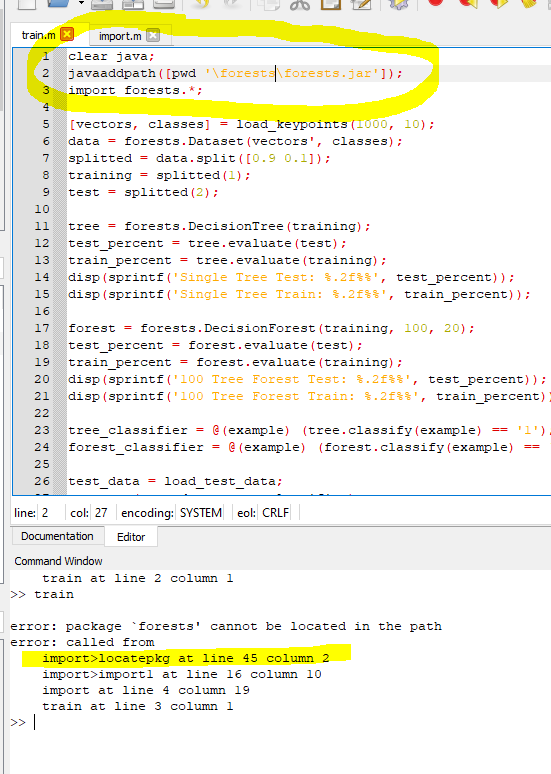 train.m import.m
1 clear java;
2 javaaddpath([pwd '\forests\forests.jar']);
3 import forests.*;
4
5 [vectors, classes] = load_keypoints(1000, 10);
6 data = forests.Dataset(vectors', classes);
7 splitted = data.split([0.9 0.1]);
8 training = splitted(1);
9 test = splitted(2);
10
11 tree = forests.DecisionTree(training);
12 test_percent = tree.evaluate(test);
13 train_percent = tree.evaluate(training);
14 disp(sprintf('Single Tree Test: %.2f%%', test_percent));
15 disp(sprintf('Single Tree Train: %.2f%%', train_percent));
16
17 forest = forests.DecisionForest(training, 100, 20);
18 test_percent = forest.evaluate(test);
19 train_percent = forest.evaluate(training);
20 disp(sprintf('100 Tree Forest Test: %.2f%%', test_percent));
21 disp(sprintf('100 Tree Forest Train: %.2f%%', train_percent)
22
23 tree_classifier = @(example) (tree.classify(example) == '1')
24 forest_classifier = @(example) (forest.classify(example) ==
25
26 test_data = load_test_data;
line: 2 col: 27 encoding: SYSTEM eol: CRLF
Documentation Editor
Command Window
train at line 2 column 1
>> train
error: package `forests' cannot be located in the path
error: called from
import>locatepkg at line 45 column 2
import>import1 at line 16 column 10
import at line 4 column 19
train at line 3 column 1
>>